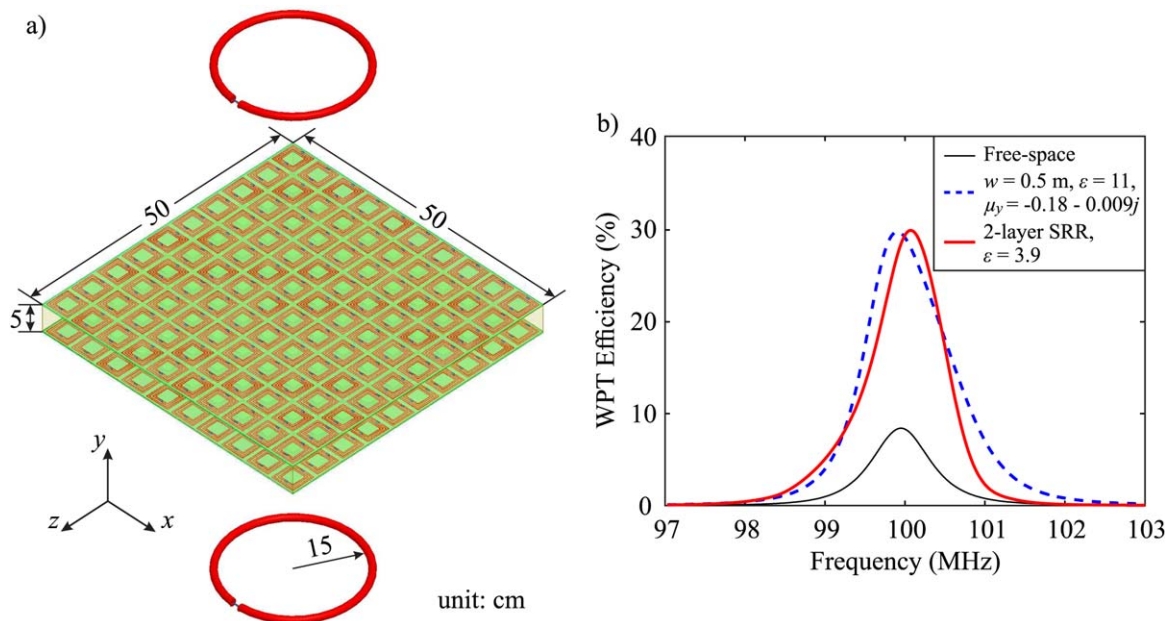 a)
50
50
5
y
z
x
15
unit: cm
b)
WPT Efficiency (%)
40
30
20
10
0
Free-space
w = 0.5 m, ε = 11,
μy = -0.18 - 0.009j
2-layer SRR,
ε = 3.9
97 98 99 100 101 102 103
Frequency (MHz)